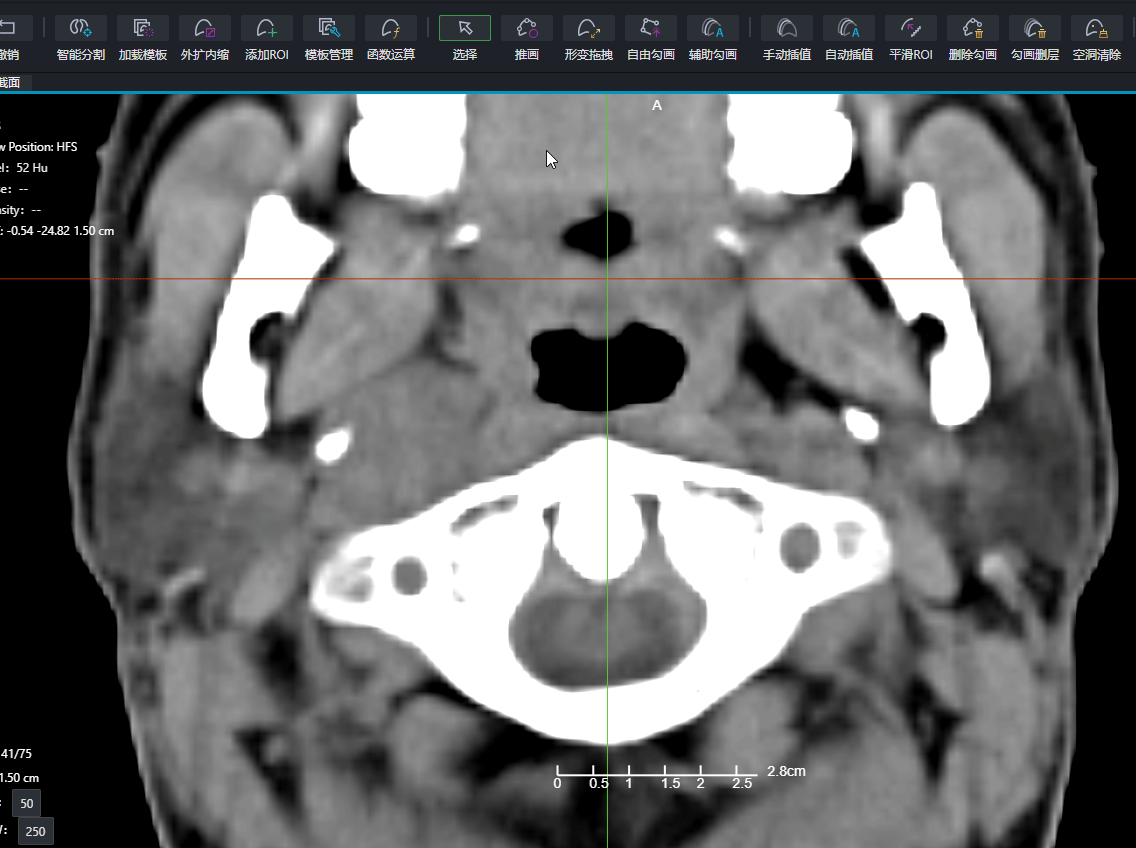 撤销 智能分割 加载模板 外扩内缩 添加ROI 模板管理 函数运算 选择 推画 形变拖拽 自由勾画 辅助勾画 手动插值 自动插值 平滑ROI 删除勾画 勾画删层 空洞清除
截面
A
w Position: HFS
el: 52 Hu
se: --
nsity: --
: -0.54 -24.82 1.50 cm
41/75
1.50 cm
: 50
: 250
0 0.5 1 1.5 2 2.5 2.8cm